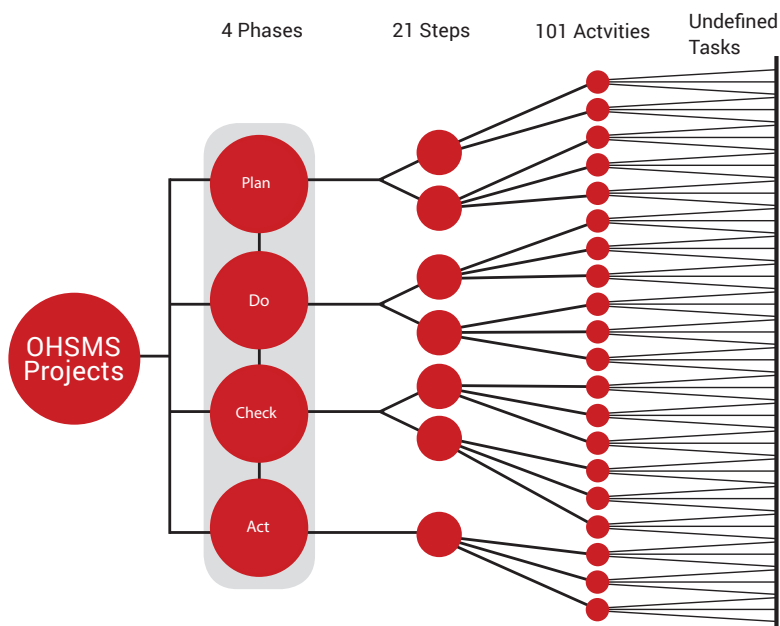 4 Phases
21 Steps
101 Actvities
Undefined
Tasks
Plan
Do
OHSMS
Projects
Check
Act